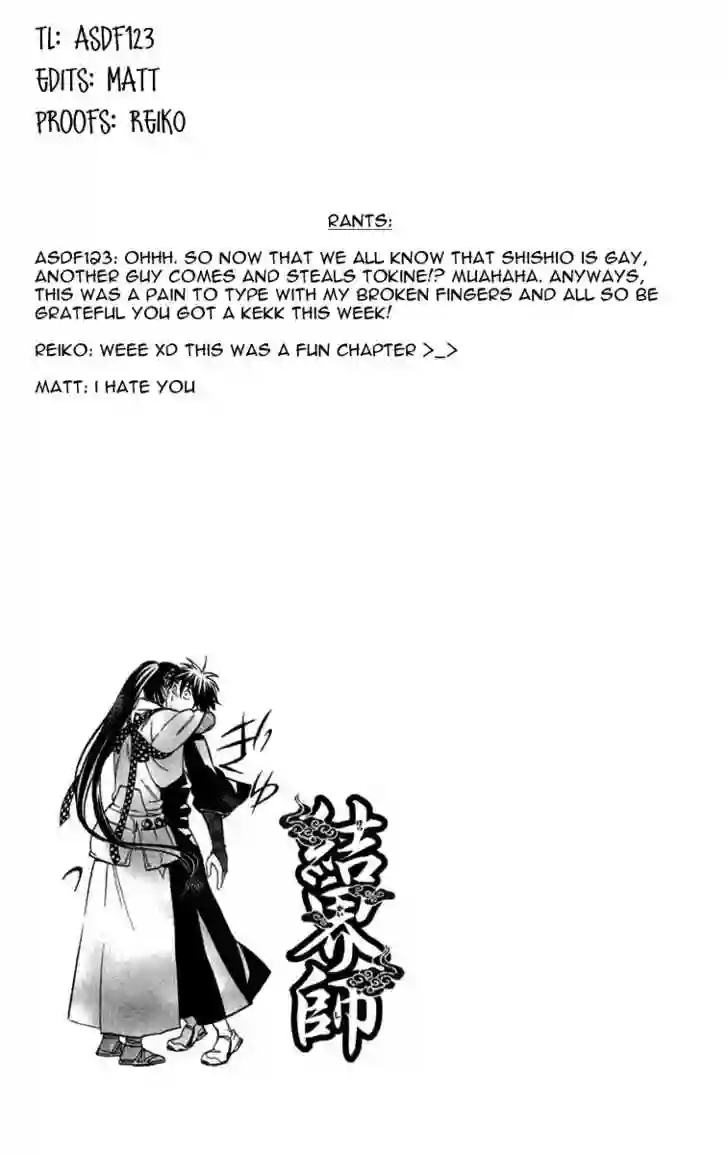 TL: ASDF123
EDITS: MATT
PROOFS: REIKO
RANTS:
ASDF123: OHHH. SO NOW THAT WE ALL KNOW THAT SHISHIO IS GAY,
ANOTHER GUY COMES AND STEALS TOKINE!? MUAHAHA. ANYWAYS,
THIS WAS A PAIN TO TYPE WITH MY BROKEN FINGERS AND ALL SO BE
GRATEFUL YOU GOT A KEKK THIS WEEK!
REIKO: WEEE XD THIS WAS A FUN CHAPTER >_>
MATT: I HATE YOU
ぎゅ
っ
結界師